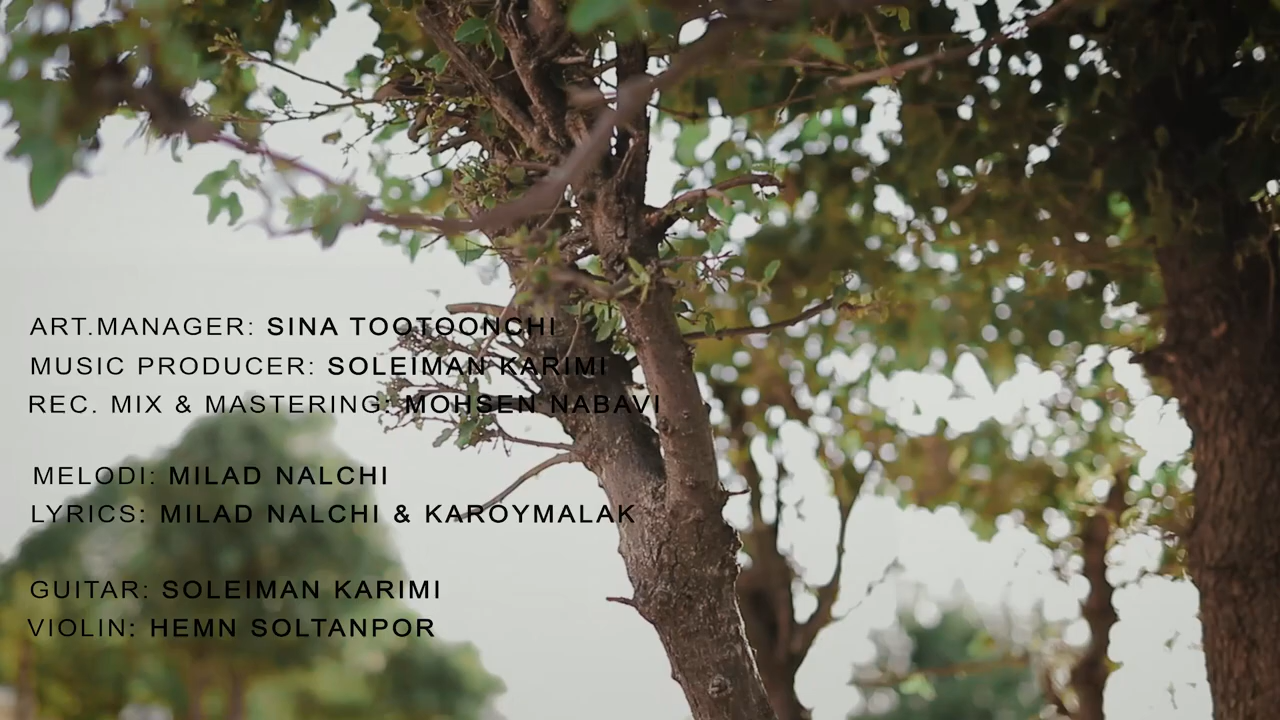 ART.MANAGER: SINA TOOTOONCHI
MUSIC PRODUCER: SOLEIMAN KARIMI
REC. MIX & MASTERING: MOHSEN NABAVI
MELODI: MILAD NALCHI
LYRICS: MILAD NALCHI & KAROYMALAK
GUITAR: SOLEIMAN KARIMI
VIOLIN: HEMN SOLTANPOR